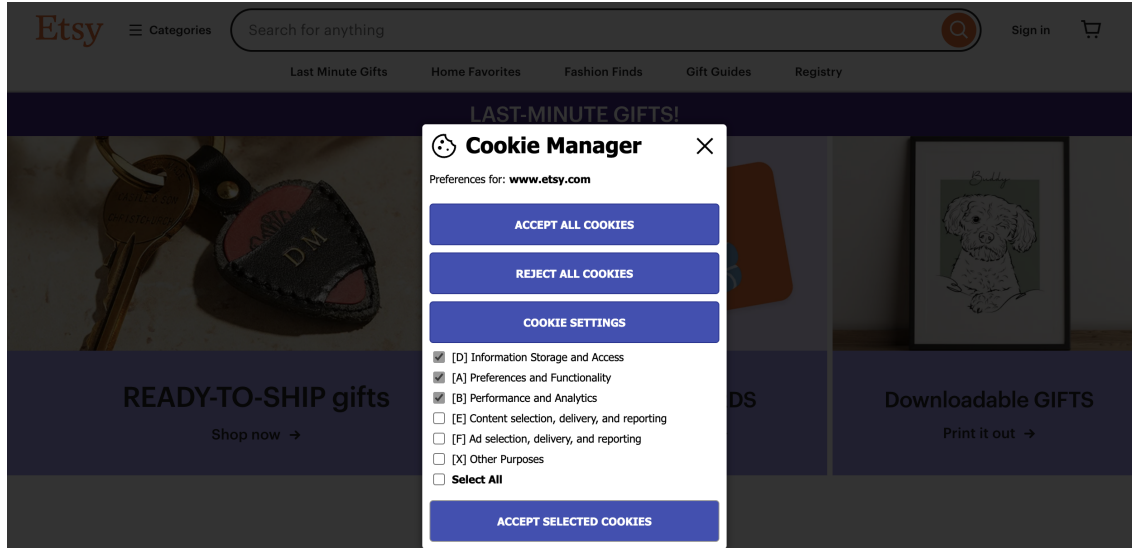 Etsy
Categories
Search for anything
Sign in
Last Minute Gifts Home Favorites Fashion Finds Gift Guides Registry
LAST-MINUTE GIFTS!
Cookie Manager
Preferences for: www.etsy.com
ACCEPT ALL COOKIES
REJECT ALL COOKIES
COOKIE SETTINGS
[D] Information Storage and Access
[A] Preferences and Functionality
[B] Performance and Analytics
[E] Content selection, delivery, and reporting
[F] Ad selection, delivery, and reporting
[X] Other Purposes
Select All
ACCEPT SELECTED COOKIES
DM
READY-TO-SHIP gifts
Shop now →
DS
Buddy
Downloadable GIFTS
Print it out →